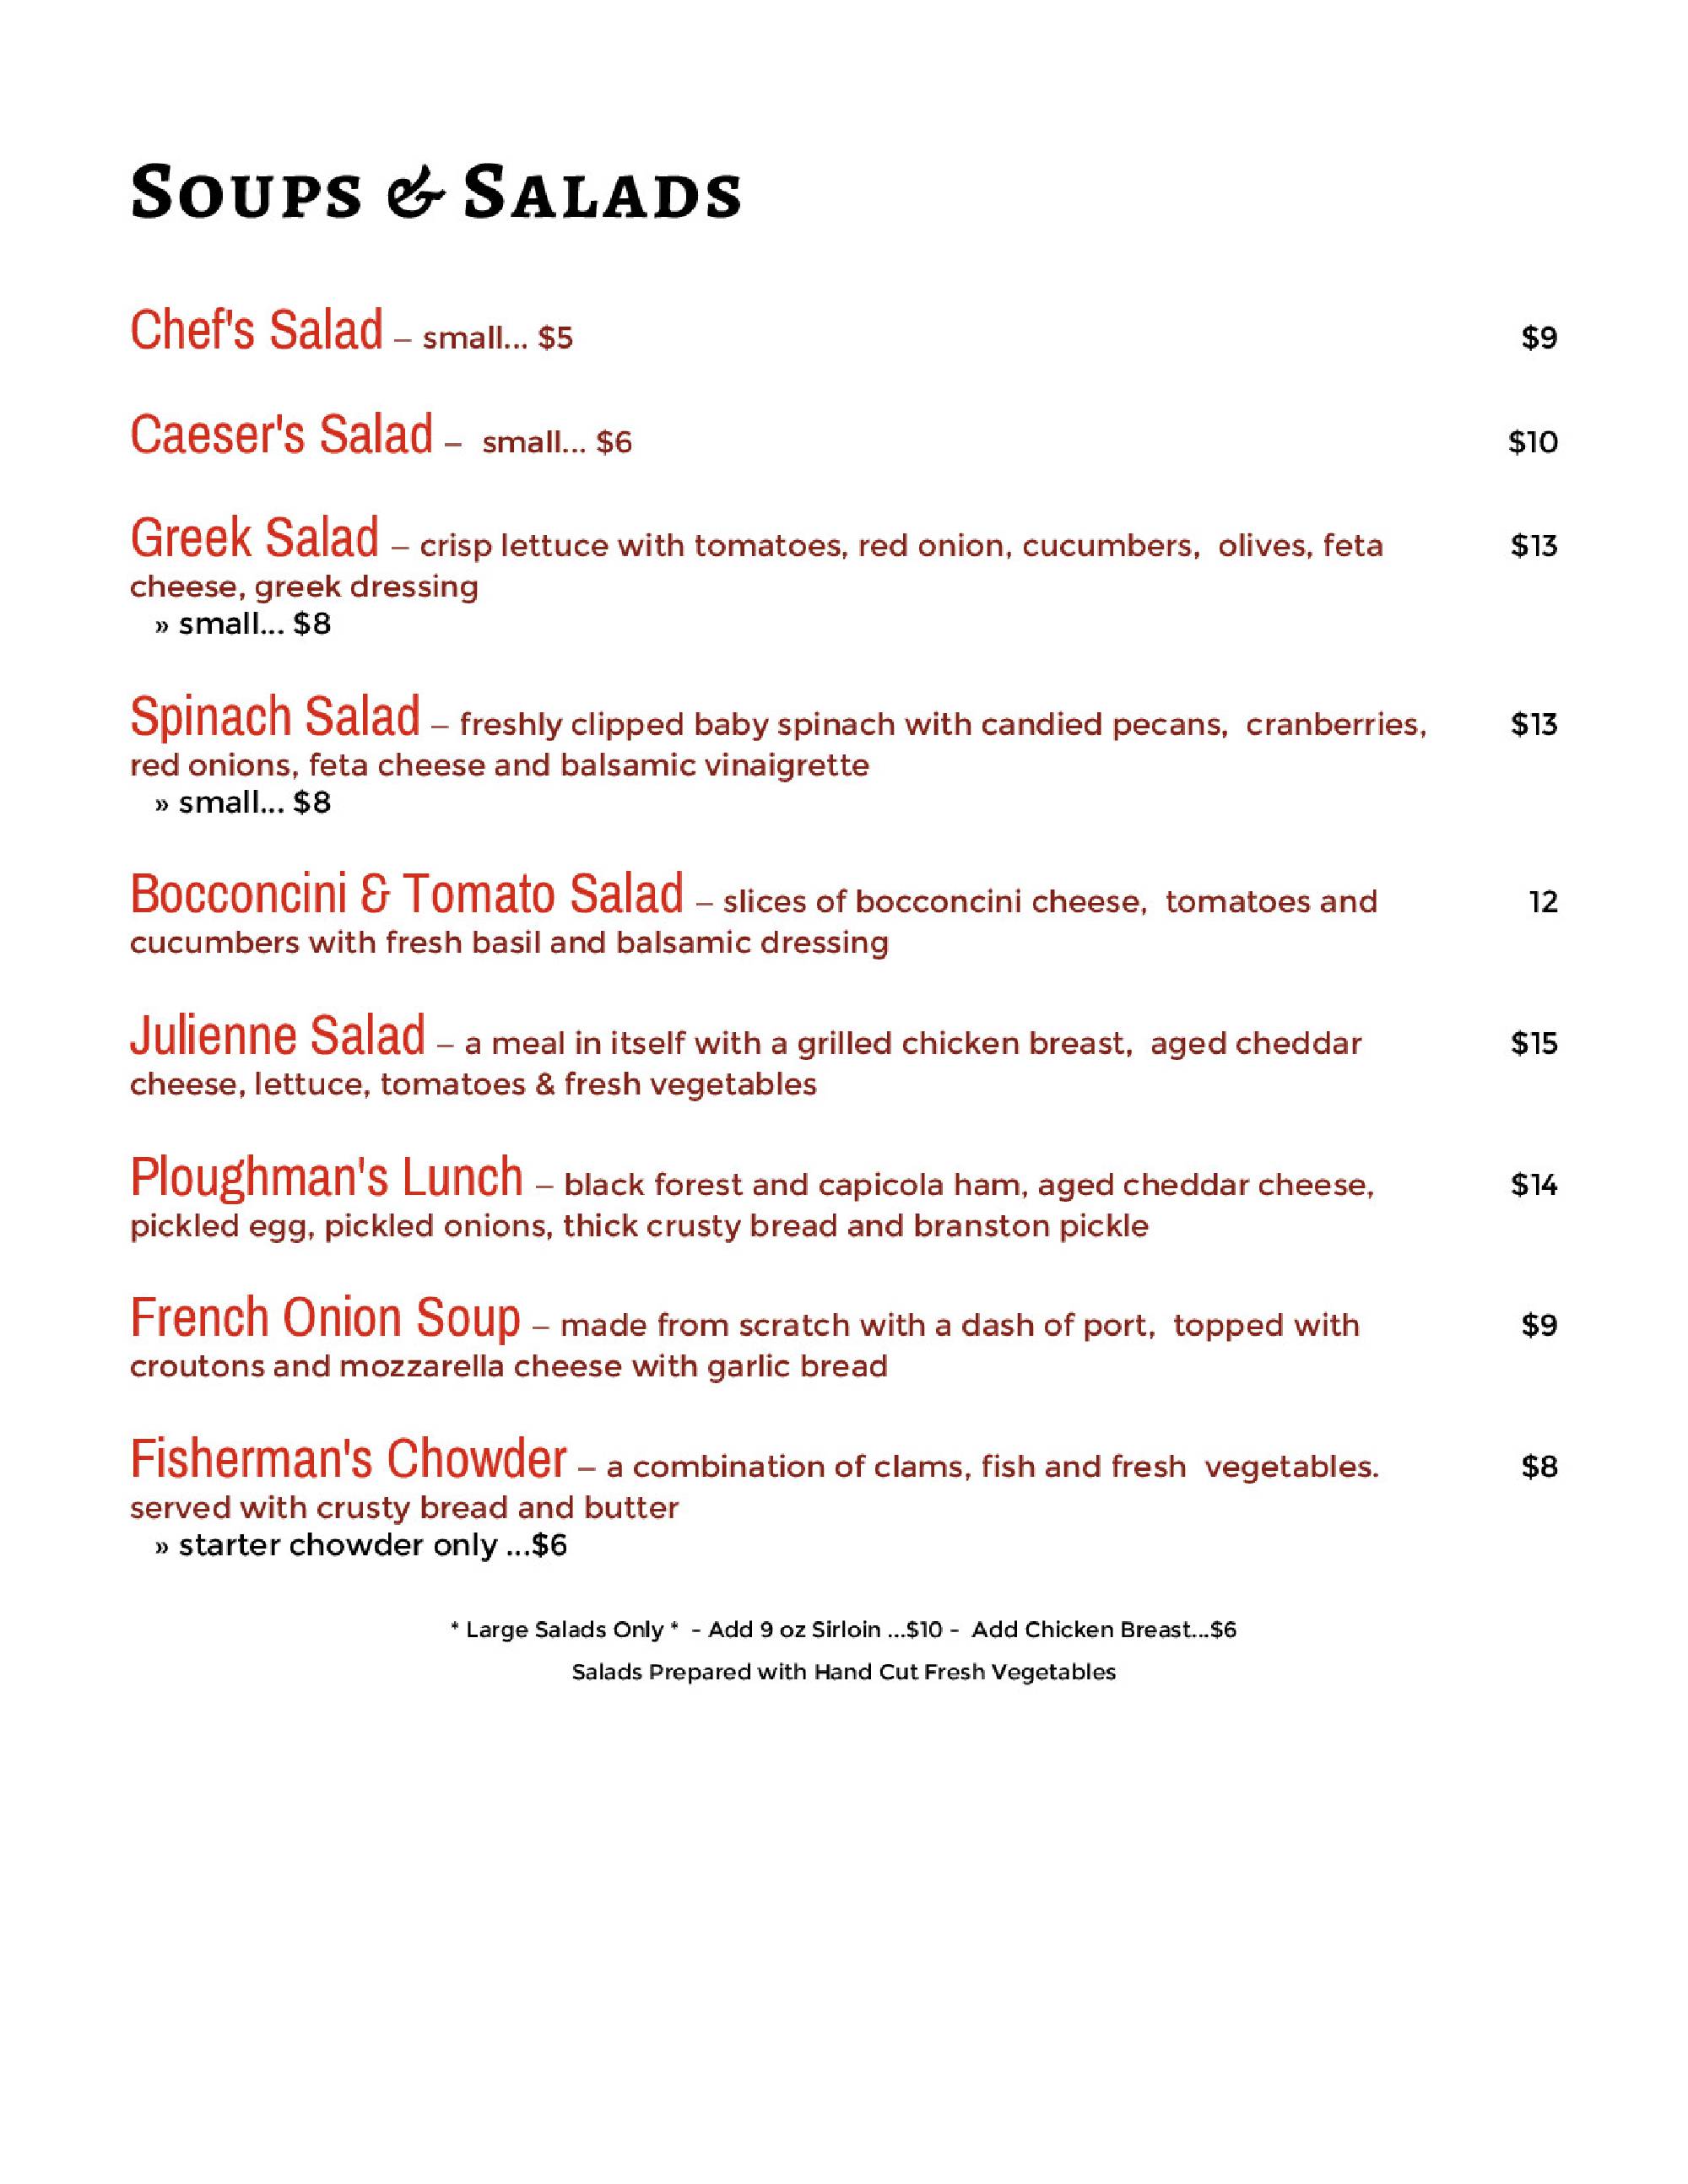 Soups & Salads
Chef's Salad – small... $5 $9
Caeser's Salad – small... $6 $10
Greek Salad – crisp lettuce with tomatoes, red onion, cucumbers, olives, feta $13
cheese, greek dressing
» small... $8
Spinach Salad – freshly clipped baby spinach with candied pecans, cranberries, $13
red onions, feta cheese and balsamic vinaigrette
» small... $8
Bocconcini & Tomato Salad – slices of bocconcini cheese, tomatoes and 12
cucumbers with fresh basil and balsamic dressing
Julienne Salad – a meal in itself with a grilled chicken breast, aged cheddar $15
cheese, lettuce, tomatoes & fresh vegetables
Ploughman's Lunch – black forest and capicola ham, aged cheddar cheese, $14
pickled egg, pickled onions, thick crusty bread and branston pickle
French Onion Soup – made from scratch with a dash of port, topped with $9
croutons and mozzarella cheese with garlic bread
Fisherman's Chowder – a combination of clams, fish and fresh vegetables. $8
served with crusty bread and butter
» starter chowder only ...$6
* Large Salads Only * - Add 9 oz Sirloin ...$10 - Add Chicken Breast...$6
Salads Prepared with Hand Cut Fresh Vegetables